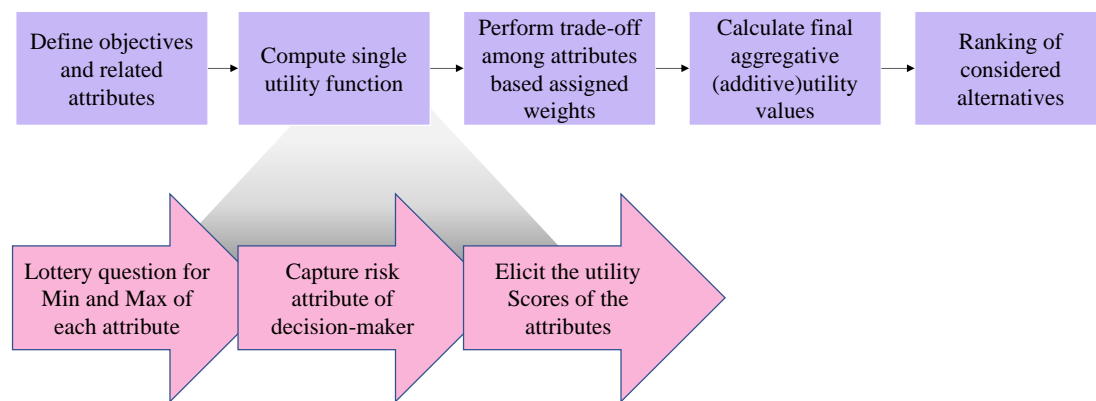 Define objectives
and related
attributes
Compute single
utility function
Perform trade-off
among attributes
based assigned
weights
Calculate final
aggregative
(additive)utility
values
Ranking of
considered
alternatives
Lottery question for
Min and Max of
each attribute
Capture risk
attribute of
decision-maker
Elicit the utility
Scores of the
attributes